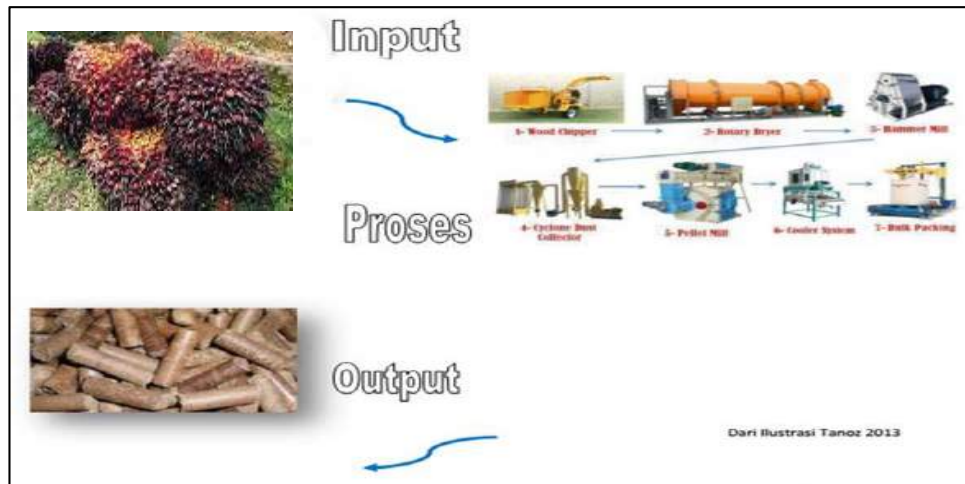 Input
1- Wood Chipper
2- Rotary Dryer
3- Hammer Mill
Proses
4- Cyclone Dust
Collector
5- Pellet Mill
6- Cooler System
7- Bulk Packing
Output
Dari Ilustrasi Tanoz 2013